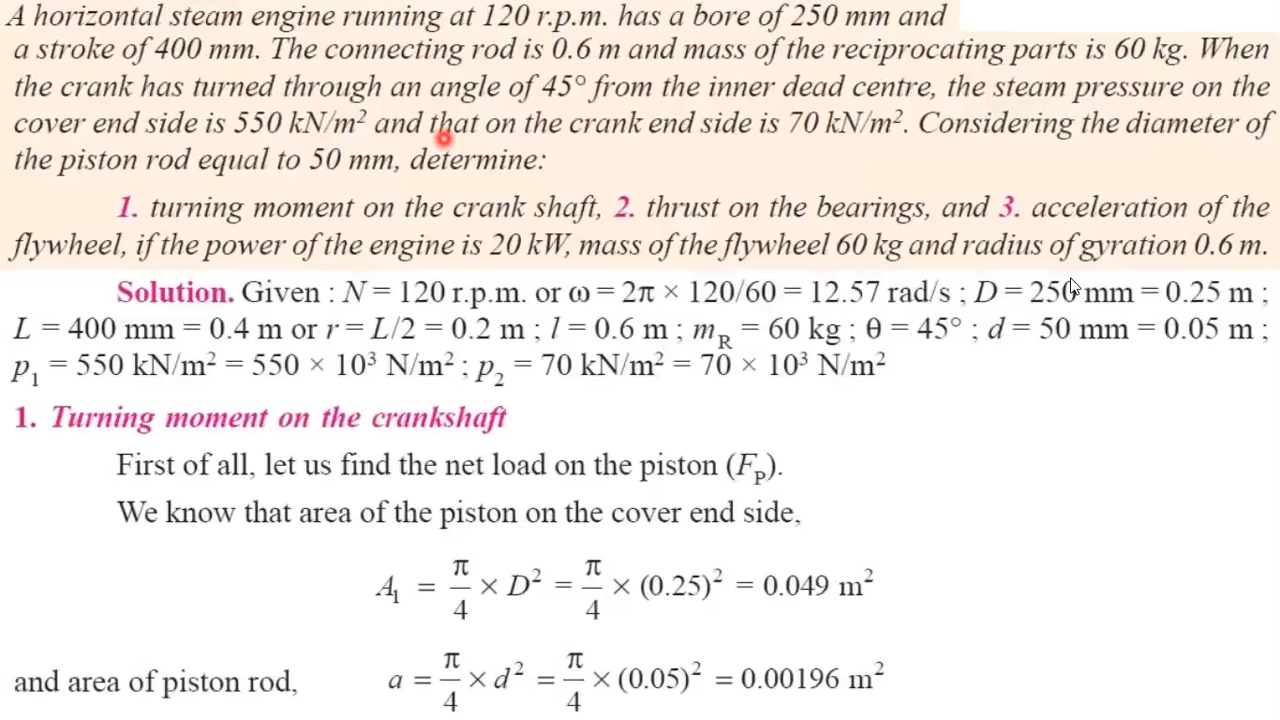 A horizontal steam engine running at 120 r.p.m. has a bore of 250 mm and
a stroke of 400 mm. The connecting rod is 0.6 m and mass of the reciprocating parts is 60 kg. When
the crank has turned through an angle of 45° from the inner dead centre, the steam pressure on the
cover end side is 550 kN/m² and that on the crank end side is 70 kN/m². Considering the diameter of
the piston rod equal to 50 mm, determine:
1. turning moment on the crank shaft, 2. thrust on the bearings, and 3. acceleration of the
flywheel, if the power of the engine is 20 kW, mass of the flywheel 60 kg and radius of gyration 0.6 m.
Solution. Given : N = 120 r.p.m. or ω = 2π × 120/60 = 12.57 rad/s ; D = 250 mm = 0.25 m ;
L = 400 mm = 0.4 m or r = L/2 = 0.2 m ; l = 0.6 m ; m_R = 60 kg ; θ = 45° ; d = 50 mm = 0.05 m ;
p₁ = 550 kN/m² = 550 × 10³ N/m² ; p₂ = 70 kN/m² = 70 × 10³ N/m²
1. Turning moment on the crankshaft
First of all, let us find the net load on the piston (F_P).
We know that area of the piston on the cover end side,
A₁ = π/4 × D² = π/4 × (0.25)² = 0.049 m²
and area of piston rod, a = π/4 × d² = π/4 × (0.05)² = 0.00196 m²